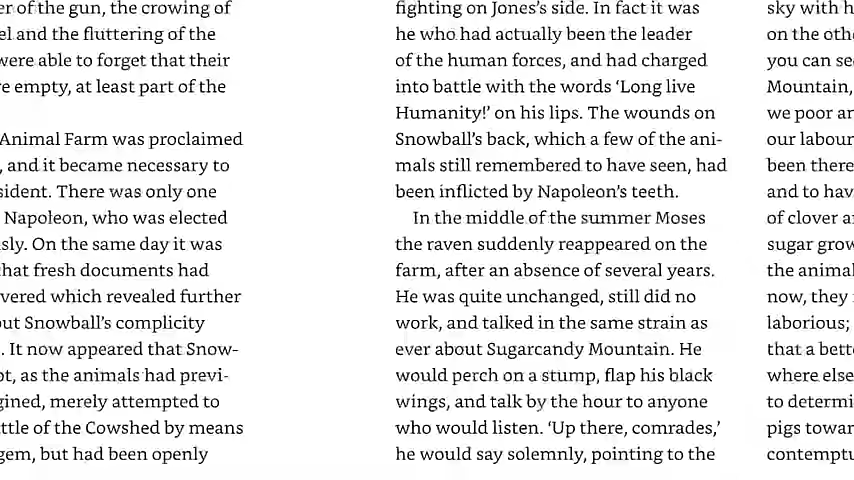 er of the gun, the crowing of
el and the fluttering of the
were able to forget that their
e empty, at least part of the
Animal Farm was proclaimed
, and it became necessary to
sident. There was only one
Napoleon, who was elected
sly. On the same day it was
that fresh documents had
vered which revealed further
out Snowball’s complicity
. It now appeared that Snow-
ot, as the animals had previ-
gined, merely attempted to
ttle of the Cowshed by means
gem, but had been openly
fighting on Jones’s side. In fact it was
he who had actually been the leader
of the human forces, and had charged
into battle with the words ‘Long live
Humanity!’ on his lips. The wounds on
Snowball’s back, which a few of the ani-
mals still remembered to have seen, had
been inflicted by Napoleon’s teeth.
In the middle of the summer Moses
the raven suddenly reappeared on the
farm, after an absence of several years.
He was quite unchanged, still did no
work, and talked in the same strain as
ever about Sugarcandy Mountain. He
would perch on a stump, flap his black
wings, and talk by the hour to anyone
who would listen. ‘Up there, comrades,’
he would say solemnly, pointing to the
sky with h
on the oth
you can se
Mountain,
we poor an
our labour
been there
and to hav
of clover a
sugar grow
the animal
now, they
laborious;
that a bett
where else
to determi
pigs towar
contemptu